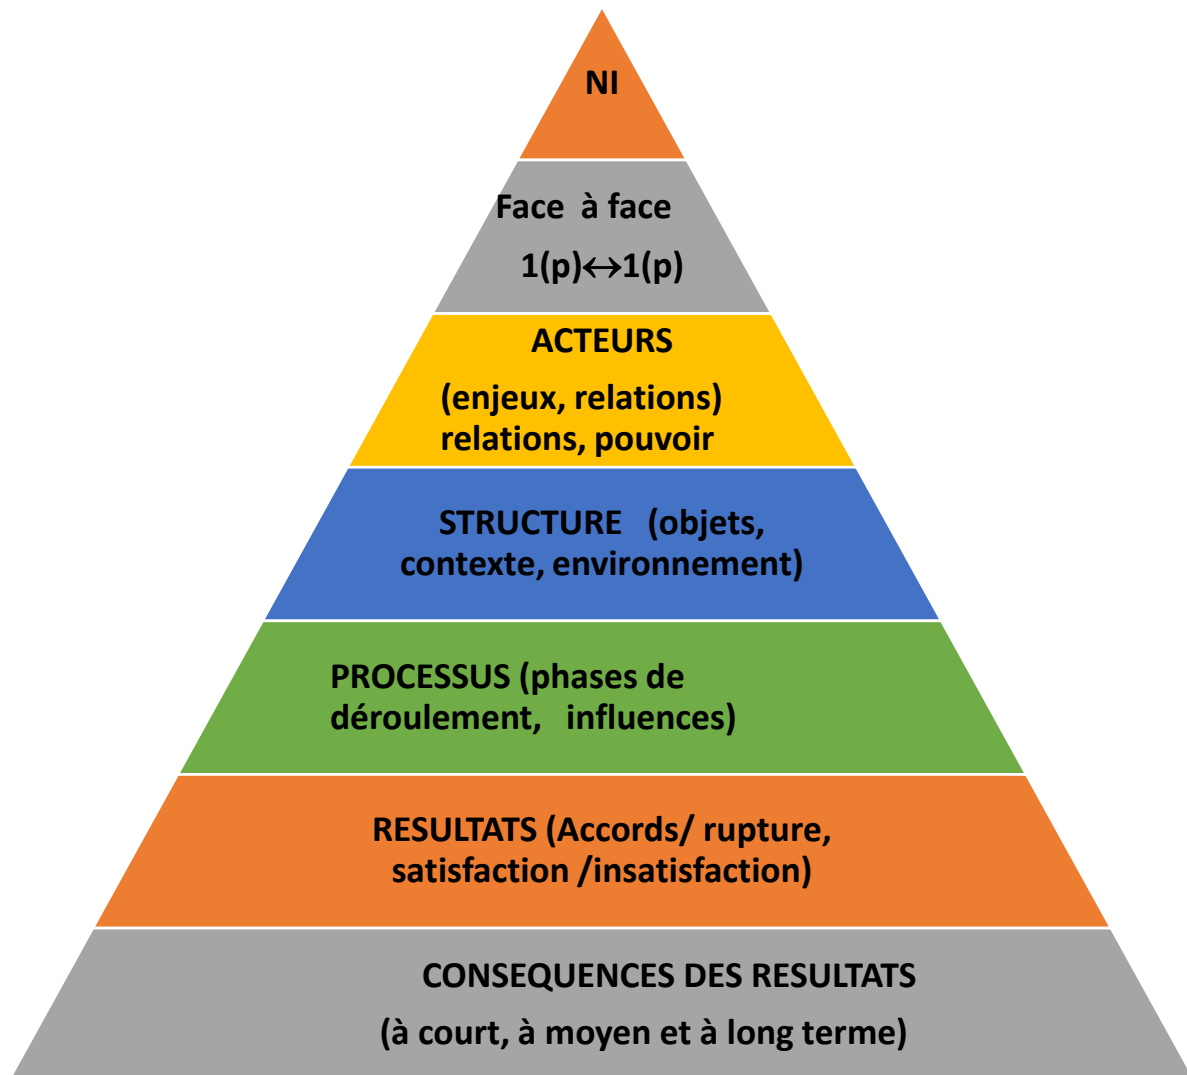 NI
Face à face
1(p)↔1(p)
ACTEURS
(enjeux, relations)
relations, pouvoir
STRUCTURE (objets,
contexte, environnement)
PROCESSUS (phases de
déroulement, influences)
RESULTATS (Accords/ rupture,
satisfaction /insatisfaction)
CONSEQUENCES DES RESULTATS
(à court, à moyen et à long terme)